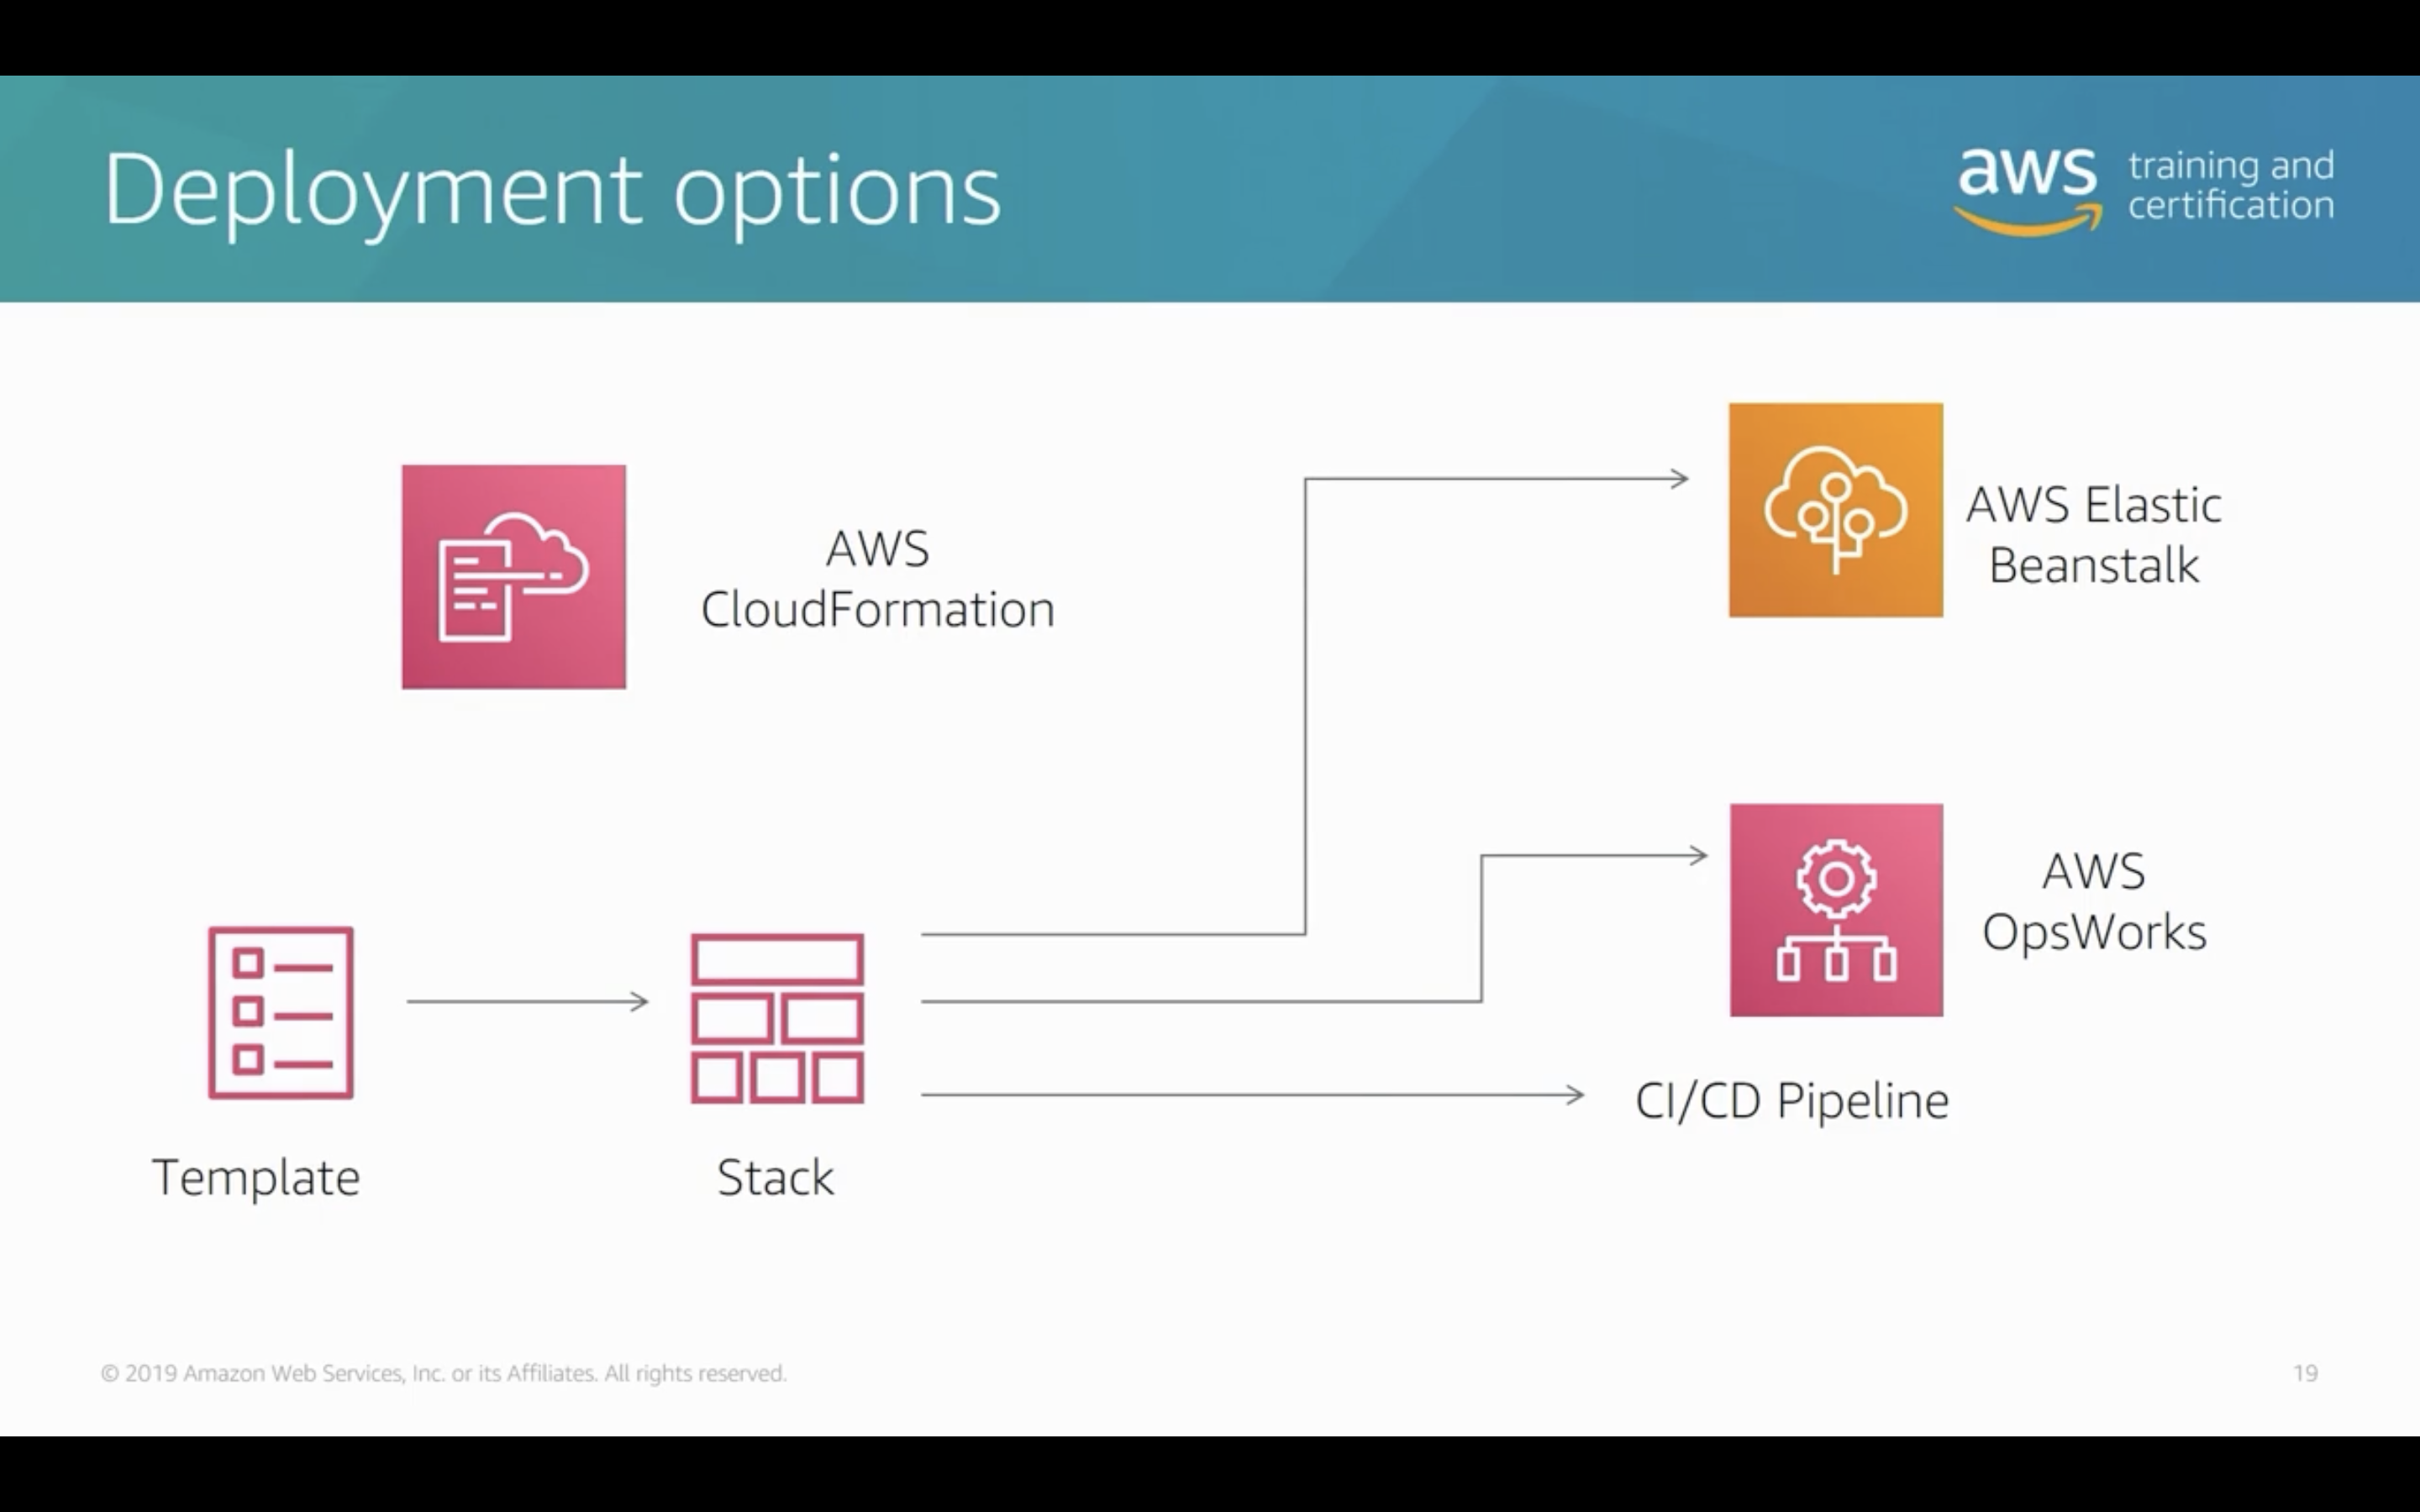 Deployment options
aws training and
certification
AWS
CloudFormation
AWS Elastic
Beanstalk
AWS
OpsWorks
CI/CD Pipeline
Template
Stack
© 2019 Amazon Web Services, Inc. or its Affiliates. All rights reserved.
19